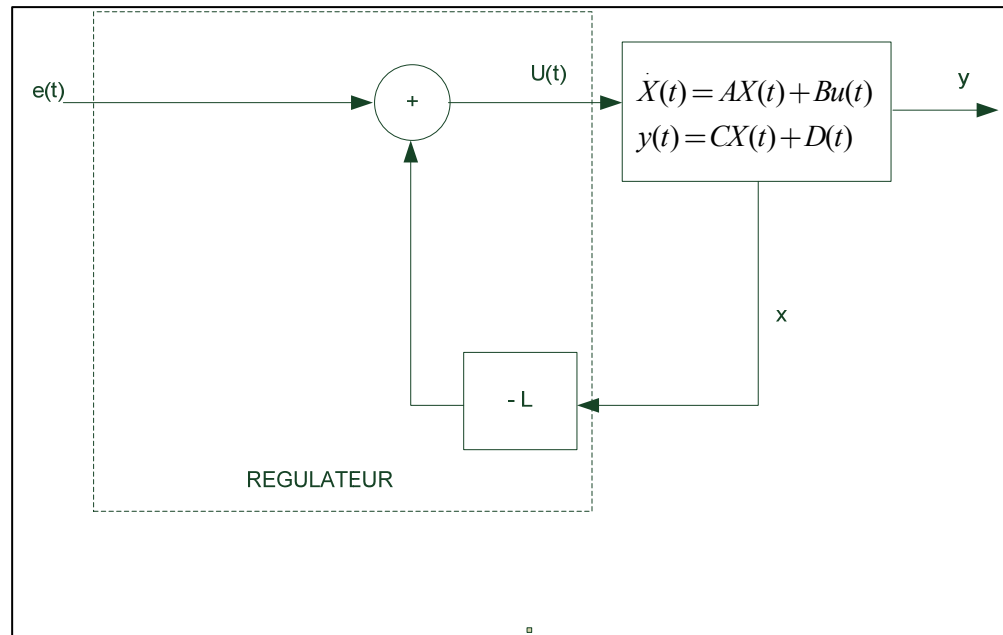 e(t)
+
U(t)
Ẋ(t) = AX(t) + Bu(t)
y(t) = CX(t) + D(t)
y
x
- L
REGULATEUR